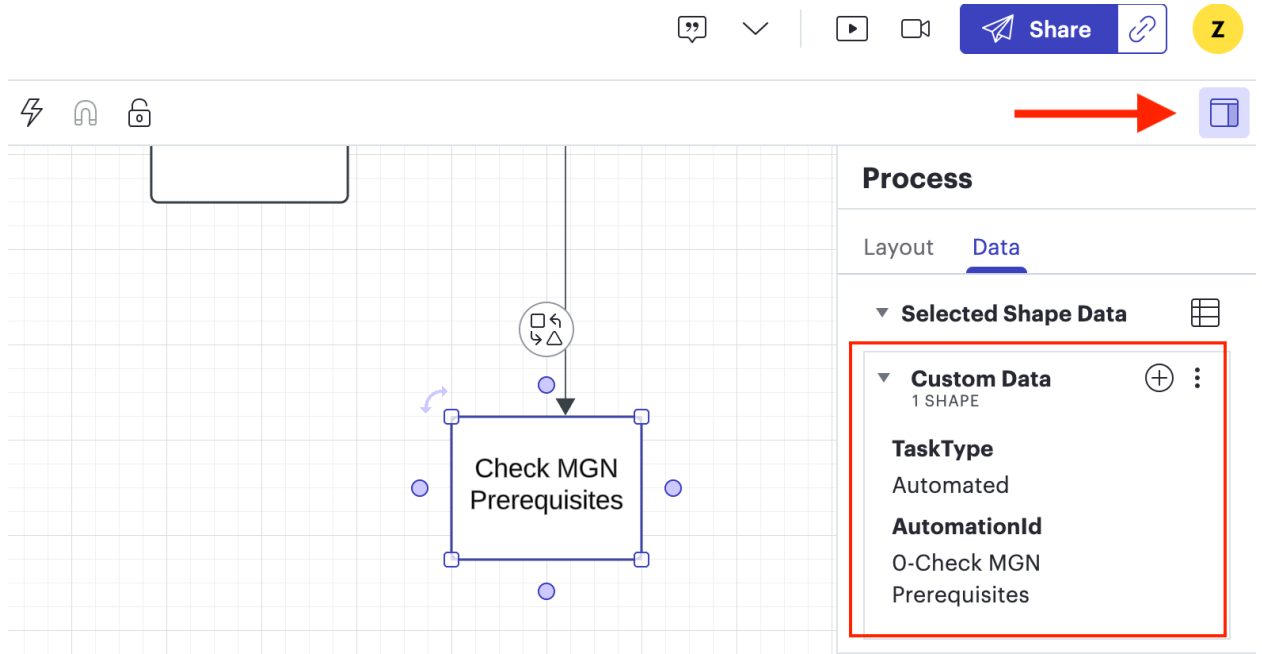 Share
Z
Process
Layout Data
Selected Shape Data
Custom Data
1 SHAPE
TaskType
Automated
AutomationId
0-Check MGN
Prerequisites
Check MGN
Prerequisites